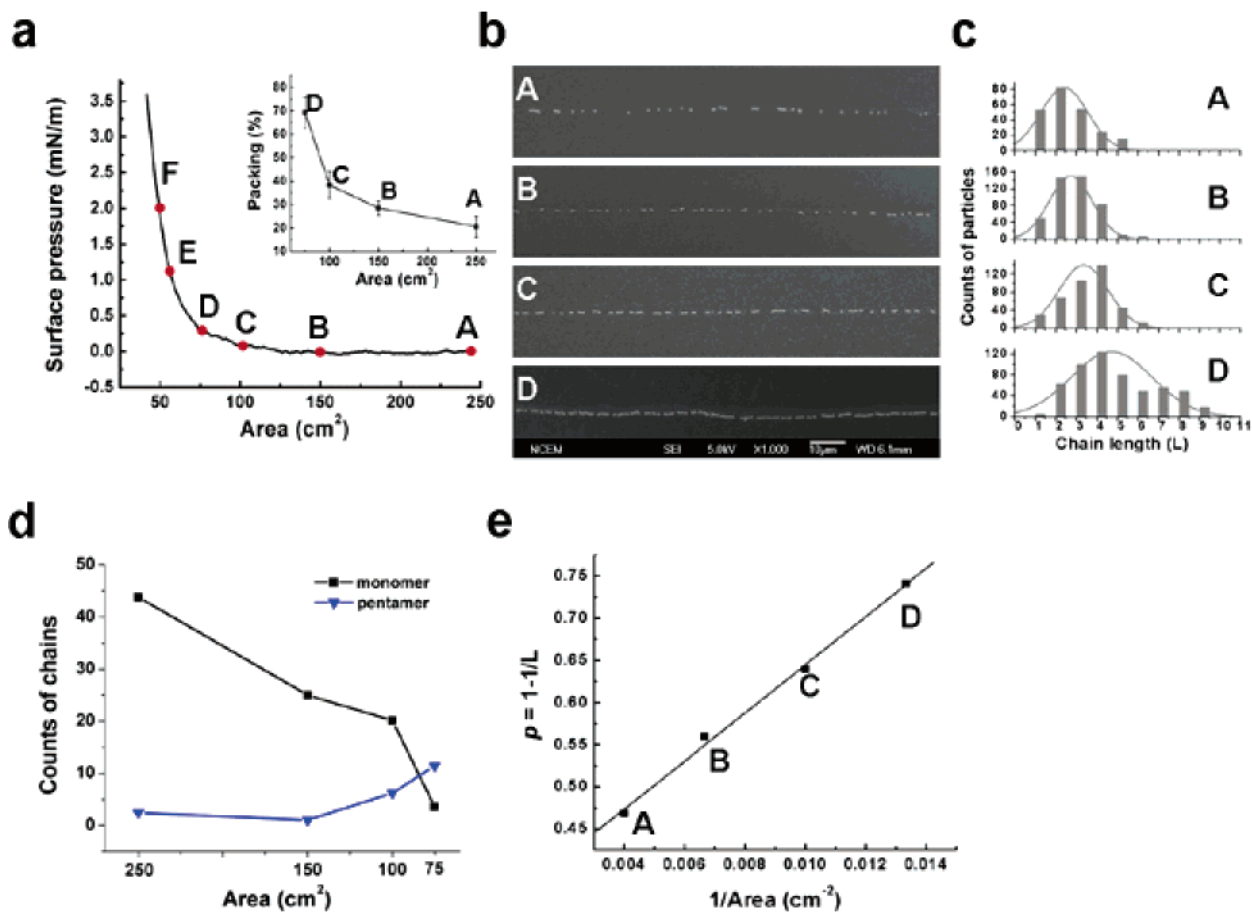 a
Surface pressure (mN/m)
3.5
3.0
2.5
2.0
1.5
1.0
0.5
0.0
-0.5
50
100
150
200
250
Area (cm²)
F
E
D
C
B
A
Packing (%)
80
70
60
50
40
30
20
10
100
150
200
250
Area (cm²)
D
C
B
A
b
A
B
C
D
NICEM SEI 5.0kV X1,000 10μm WD 6.1mm
c
Counts of particles
80
60
40
20
0
A
160
120
80
40
0
B
120
80
40
0
C
120
80
40
0
D
0 1 2 3 4 5 6 7 8 9 10 11
Chain length (L)
d
Counts of chains
50
40
30
20
10
0
monomer
pentamer
250
150
100
75
Area (cm²)
e
p = 1-1/L
0.75
0.70
0.65
0.60
0.55
0.50
0.45
A
B
C
D
0.004
0.006
0.008
0.010
0.012
0.014
1/Area (cm⁻²)